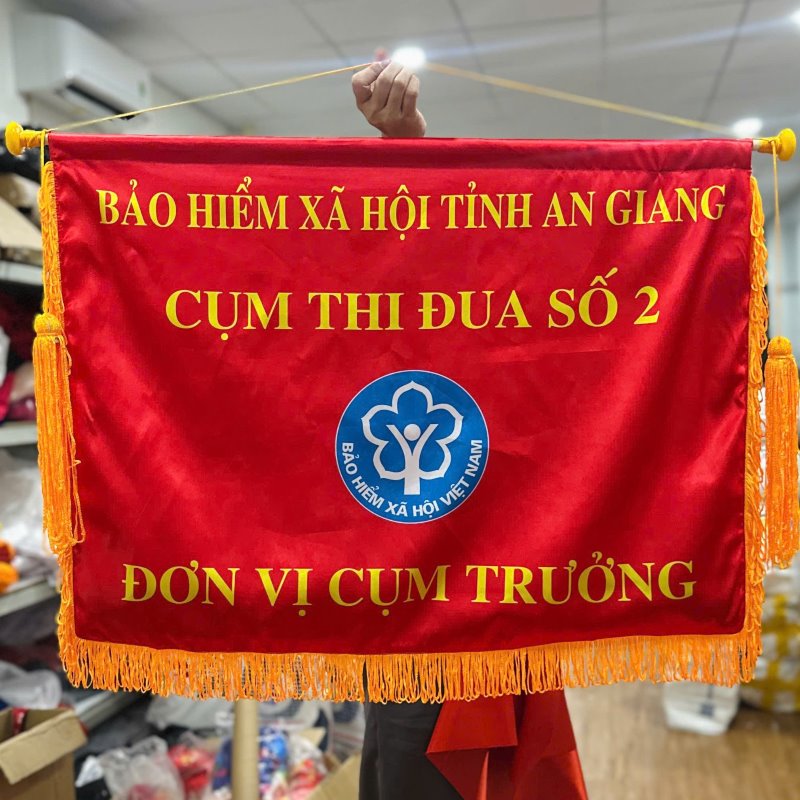 BẢO HIỂM XÃ HỘI TỈNH AN GIANG
CỤM THI ĐUA SỐ 2
BẢO HIỂM XÃ HỘI VIỆT NAM
ĐƠN VỊ CỤM TRƯỞNG